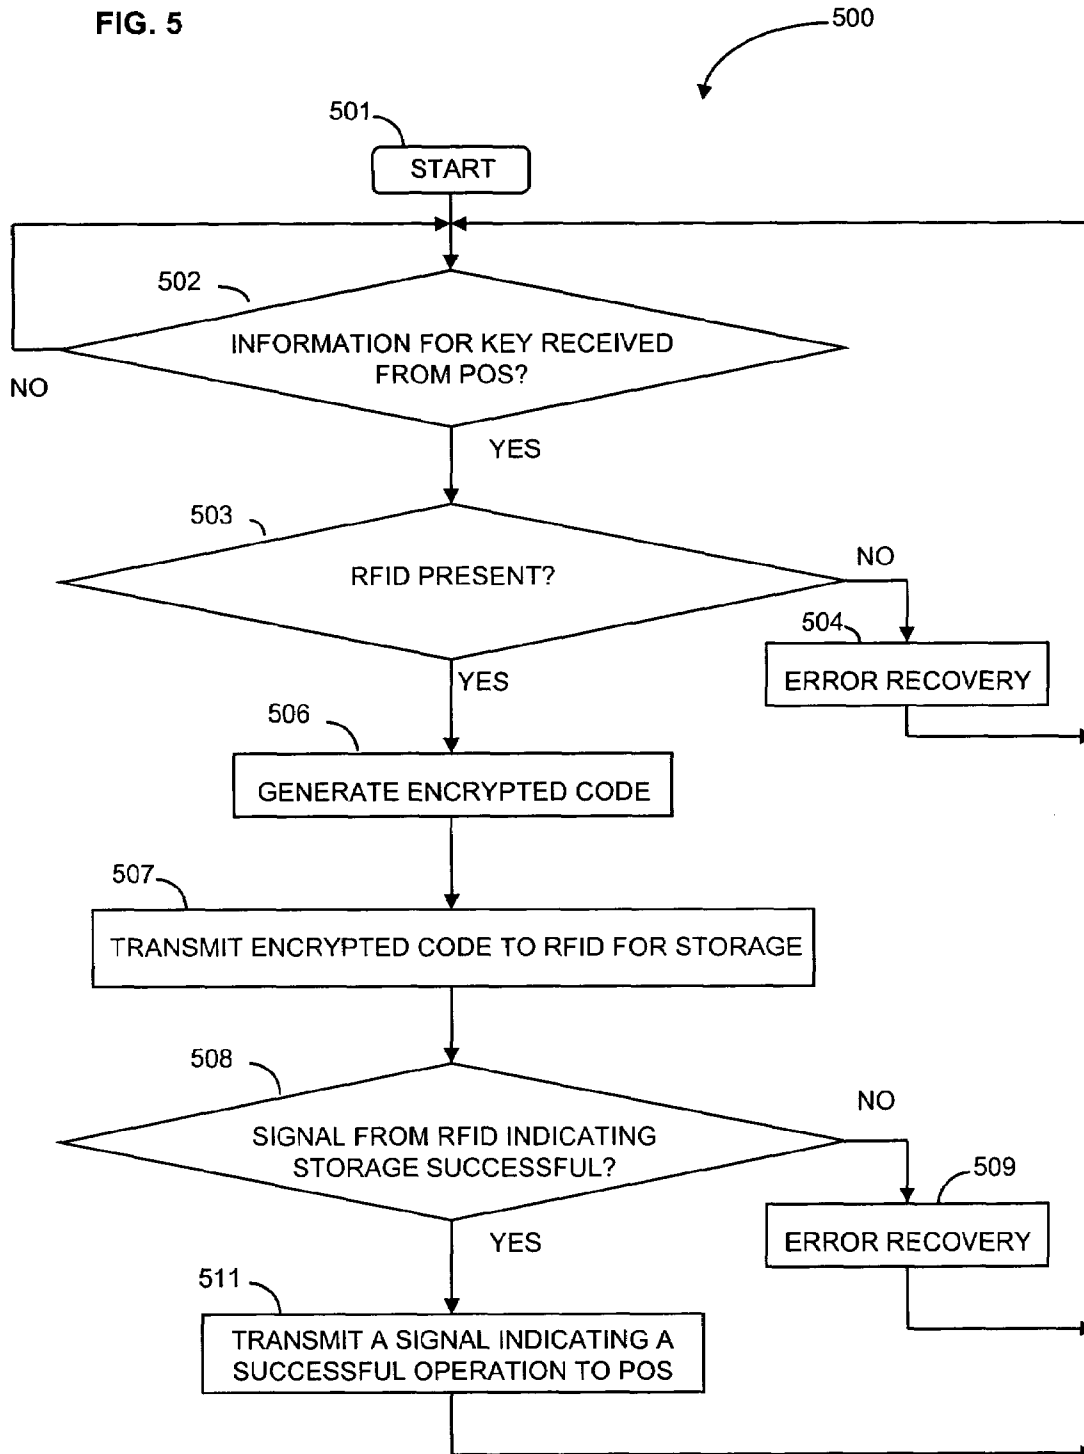 FIG. 5
500
501
START
502
INFORMATION FOR KEY RECEIVED
FROM POS?
NO
YES
503
RFID PRESENT?
NO
504
ERROR RECOVERY
YES
506
GENERATE ENCRYPTED CODE
507
TRANSMIT ENCRYPTED CODE TO RFID FOR STORAGE
508
SIGNAL FROM RFID INDICATING
STORAGE SUCCESSFUL?
NO
509
ERROR RECOVERY
YES
511
TRANSMIT A SIGNAL INDICATING A
SUCCESSFUL OPERATION TO POS